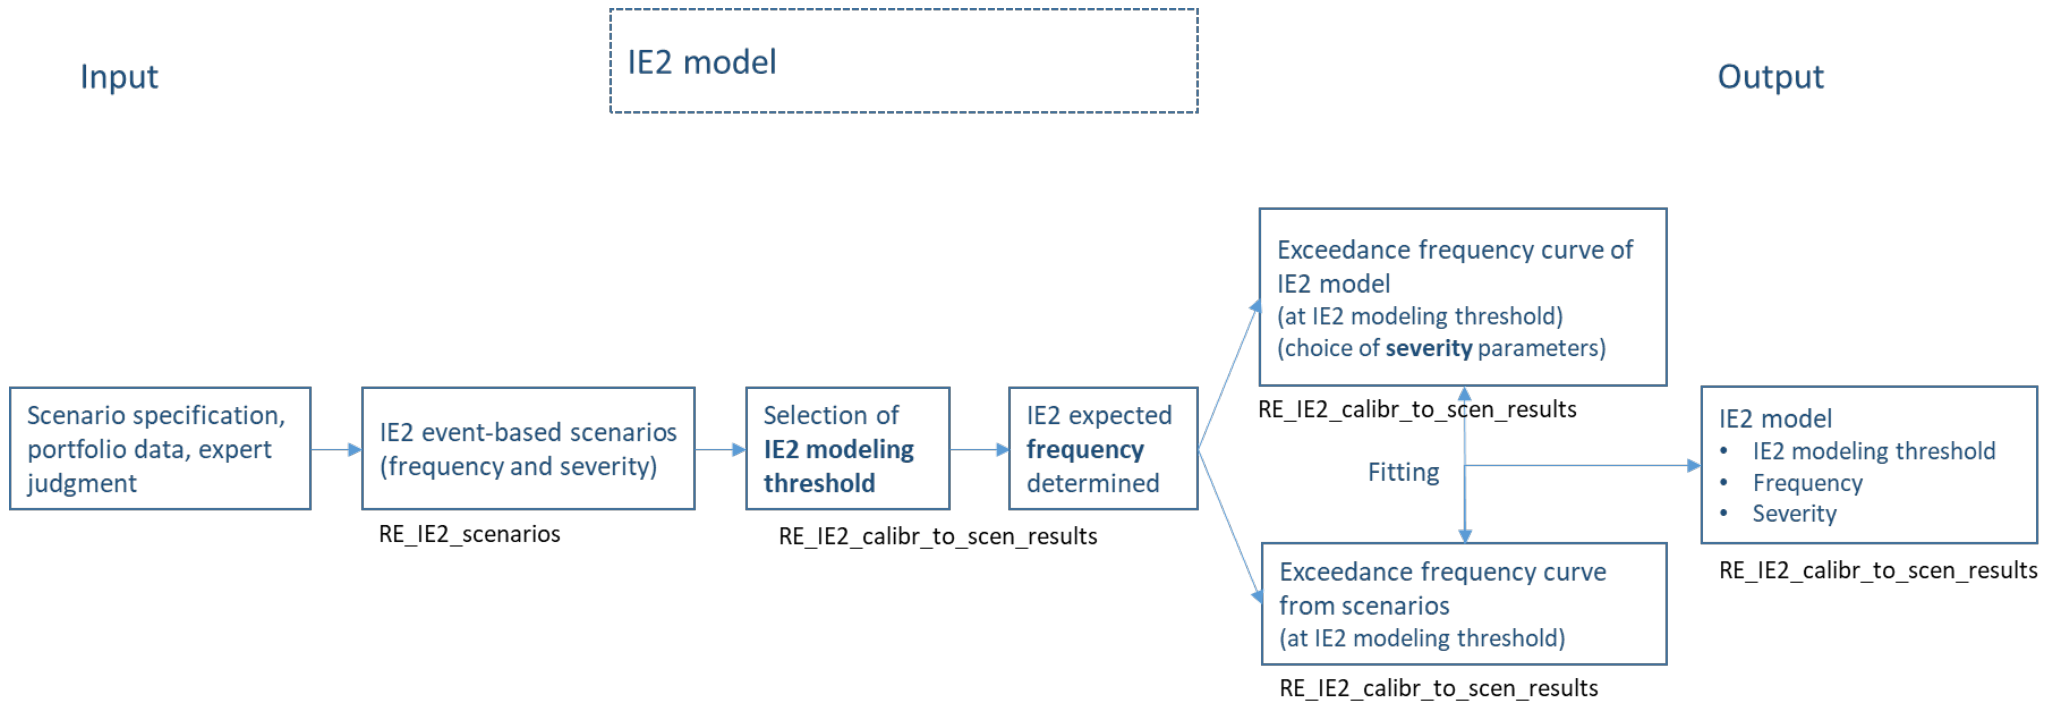 Input
IE2 model
Output
Scenario specification,
portfolio data, expert
judgment
IE2 event-based scenarios
(frequency and severity)
RE_IE2_scenarios
Selection of
IE2 modeling
threshold
IE2 expected
frequency
determined
RE_IE2_calibr_to_scen_results
Exceedance frequency curve of
IE2 model
(at IE2 modeling threshold)
(choice of severity parameters)
RE_IE2_calibr_to_scen_results
Fitting
Exceedance frequency curve
from scenarios
(at IE2 modeling threshold)
RE_IE2_calibr_to_scen_results
IE2 model
• IE2 modeling threshold
• Frequency
• Severity
RE_IE2_calibr_to_scen_results